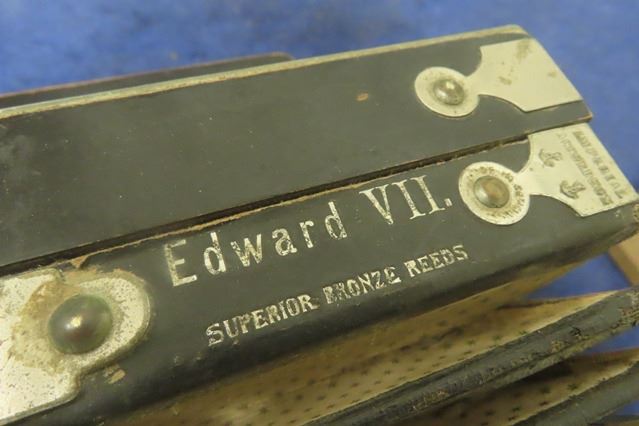 Edward VII.
SUPERIOR BRONZE REEDS